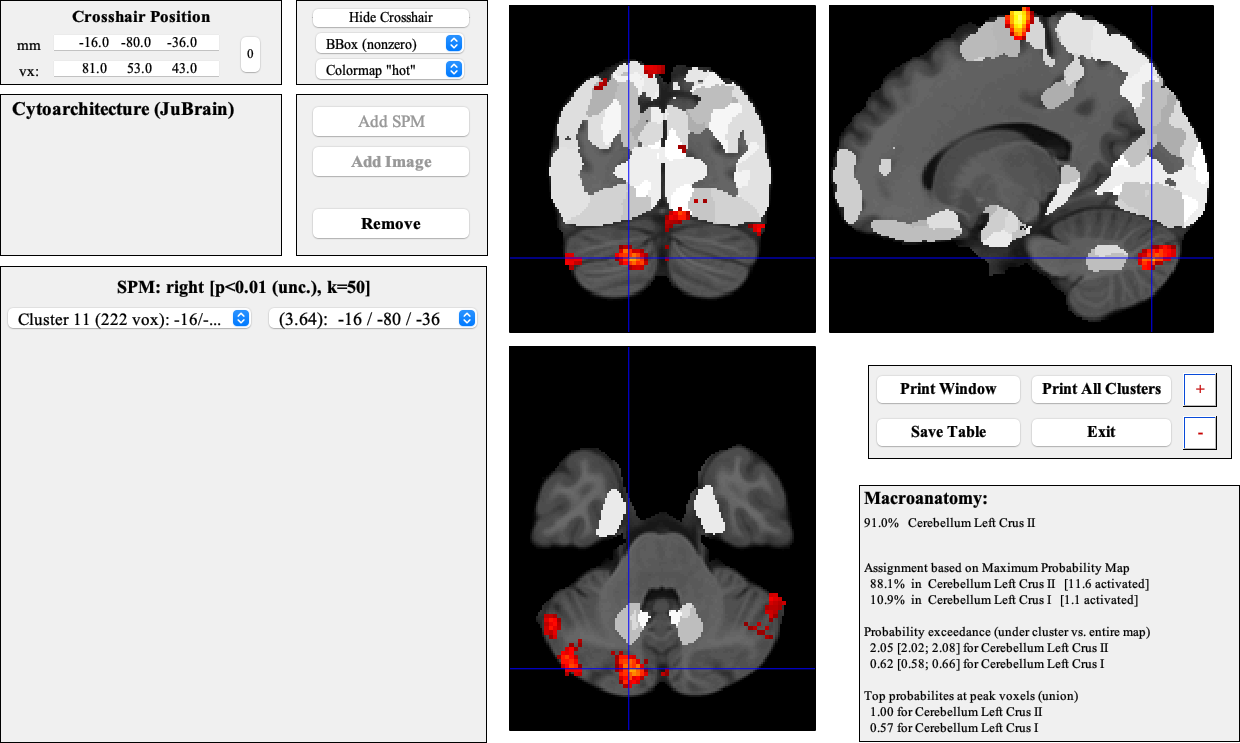 Crosshair Position
mm -16.0 -80.0 -36.0
vx: 81.0 53.0 43.0
0
Hide Crosshair
BBox (nonzero)
Colormap "hot"
Cytoarchitecture (JuBrain)
Add SPM
Add Image
Remove
SPM: right [p<0.01 (unc.), k=50]
Cluster 11 (222 vox): -16/-...
(3.64): -16 / -80 / -36
Print Window
Print All Clusters
+
Save Table
Exit
-
Macroanatomy:
91.0% Cerebellum Left Crus II
Assignment based on Maximum Probability Map
88.1% in Cerebellum Left Crus II [11.6 activated]
10.9% in Cerebellum Left Crus I [1.1 activated]
Probability exceedance (under cluster vs. entire map)
2.05 [2.02; 2.08] for Cerebellum Left Crus II
0.62 [0.58; 0.66] for Cerebellum Left Crus I
Top probabilites at peak voxels (union)
1.00 for Cerebellum Left Crus II
0.57 for Cerebellum Left Crus I